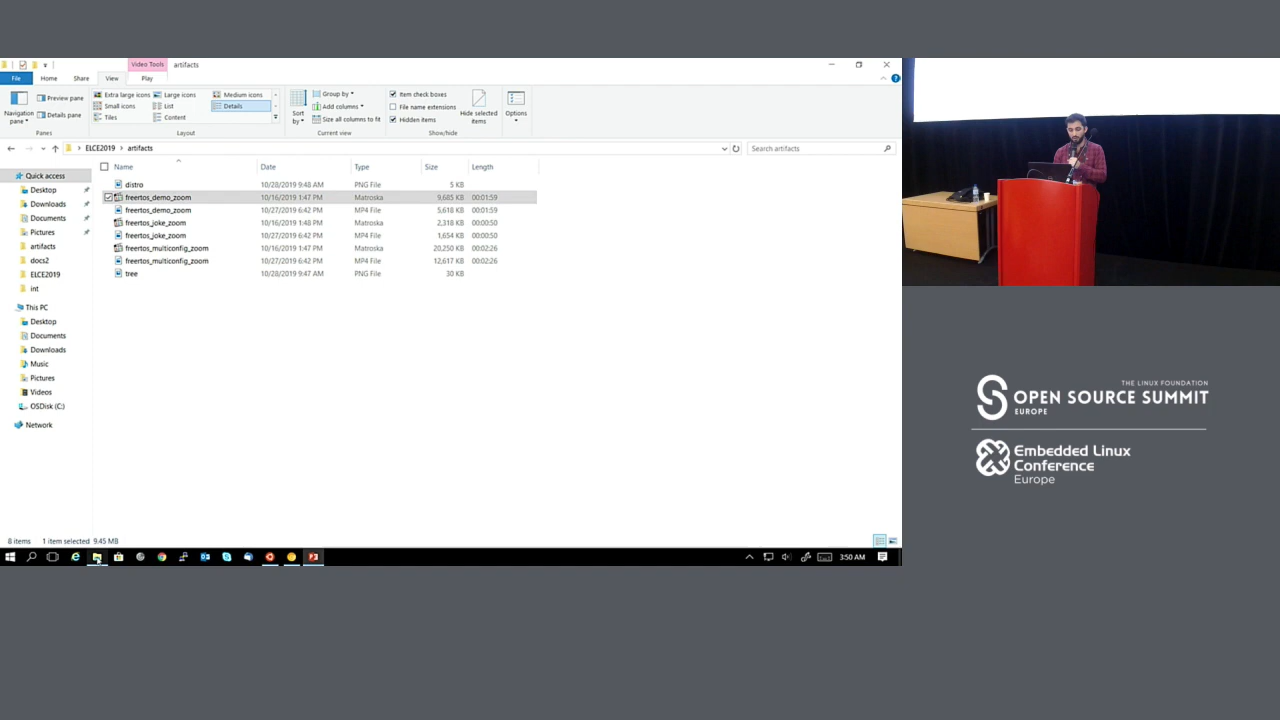 Video Tools artifacts
File Home Share View Play
Navigation pane
Preview pane
Details pane
Panes
Extra large icons Large icons Medium icons
Small icons List Details
Tiles Content
Layout
Sort by
Group by
Add columns
Size all columns to fit
Current view
Item check boxes
File name extensions
Hidden items
Hide selected items
Show/hide
Options
ELCE2019 > artifacts
Search artifacts
Name Date Type Size Length
distro 10/28/2019 9:48 AM PNG File 5 KB
freertos_demo_zoom 10/16/2019 1:47 PM Matroska 9,685 KB 00:01:59
freertos_demo_zoom 10/27/2019 6:42 PM MP4 File 5,618 KB 00:01:59
freertos_joke_zoom 10/16/2019 1:48 PM Matroska 2,318 KB 00:00:50
freertos_joke_zoom 10/27/2019 6:42 PM MP4 File 1,654 KB 00:00:50
freertos_multiconfig_zoom 10/16/2019 1:47 PM Matroska 20,250 KB 00:02:26
freertos_multiconfig_zoom 10/27/2019 6:42 PM MP4 File 12,617 KB 00:02:26
tree 10/28/2019 9:47 AM PNG File 30 KB
Quick access
Desktop
Downloads
Documents
Pictures
artifacts
docs2
ELCE2019
int
This PC
Desktop
Documents
Downloads
Music
Pictures
Videos
OSDisk (C:)
Network
8 items 1 item selected 9.45 MB
3:50 AM
THE LINUX FOUNDATION
OPEN SOURCE SUMMIT
EUROPE
Embedded Linux
Conference
Europe